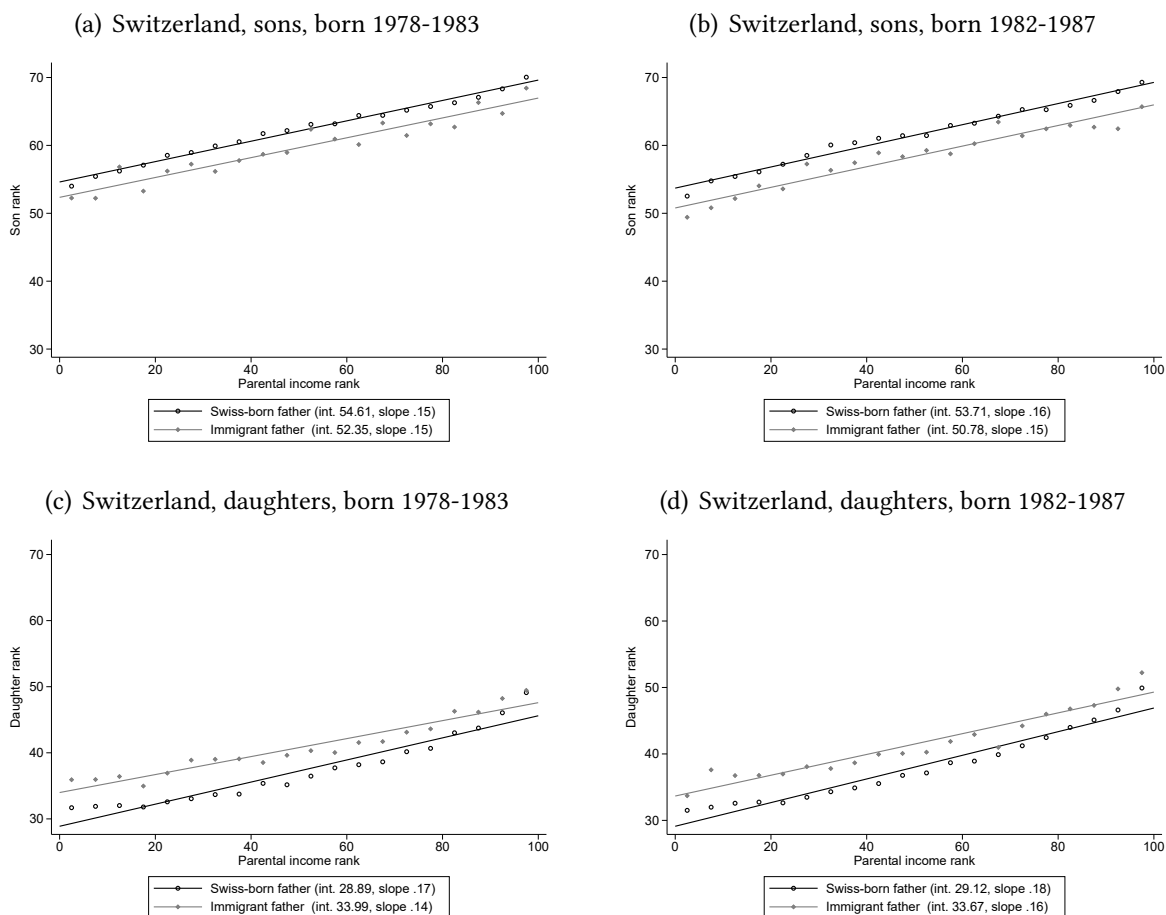 (a) Switzerland, sons, born 1978-1983
70
60
50
40
30
Son rank
0 20 40 60 80 100
Parental income rank
Swiss-born father (int. 54.61, slope .15)
Immigrant father (int. 52.35, slope .15)
(b) Switzerland, sons, born 1982-1987
70
60
50
40
30
Son rank
0 20 40 60 80 100
Parental income rank
Swiss-born father (int. 53.71, slope .16)
Immigrant father (int. 50.78, slope .15)
(c) Switzerland, daughters, born 1978-1983
70
60
50
40
30
Daughter rank
0 20 40 60 80 100
Parental income rank
Swiss-born father (int. 28.89, slope .17)
Immigrant father (int. 33.99, slope .14)
(d) Switzerland, daughters, born 1982-1987
70
60
50
40
30
Daughter rank
0 20 40 60 80 100
Parental income rank
Swiss-born father (int. 29.12, slope .18)
Immigrant father (int. 33.67, slope .16)